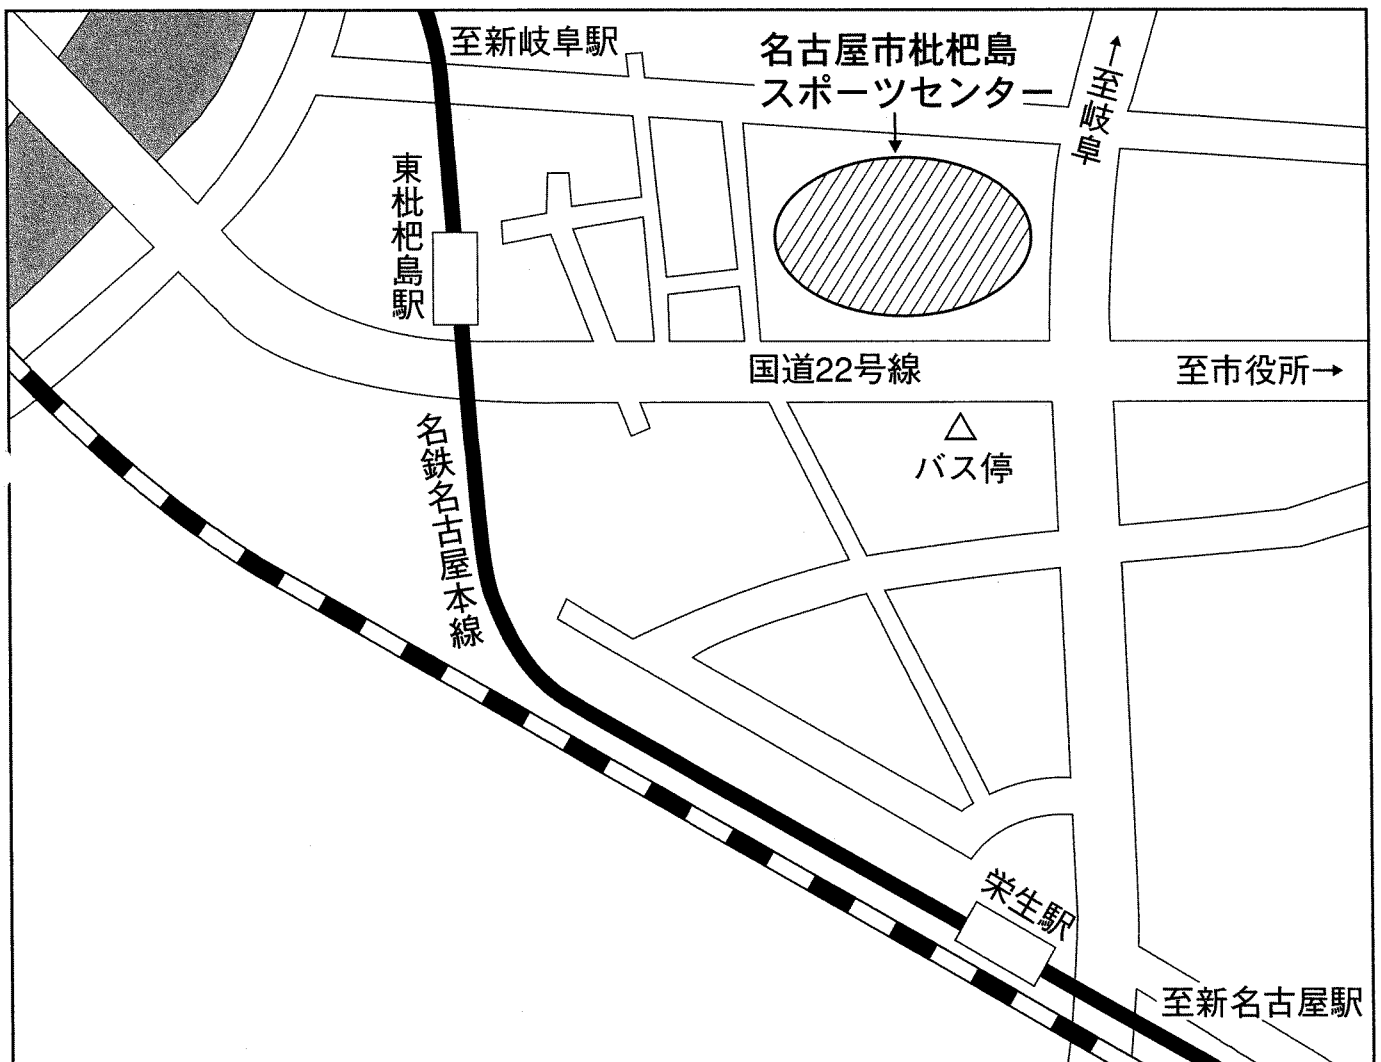 至新岐阜駅
名古屋市枇杷島
スポーツセンター
↑至岐阜
東枇杷島駅
国道22号線
至市役所→
バス停
名鉄名古屋本線
栄生駅
至新名古屋駅